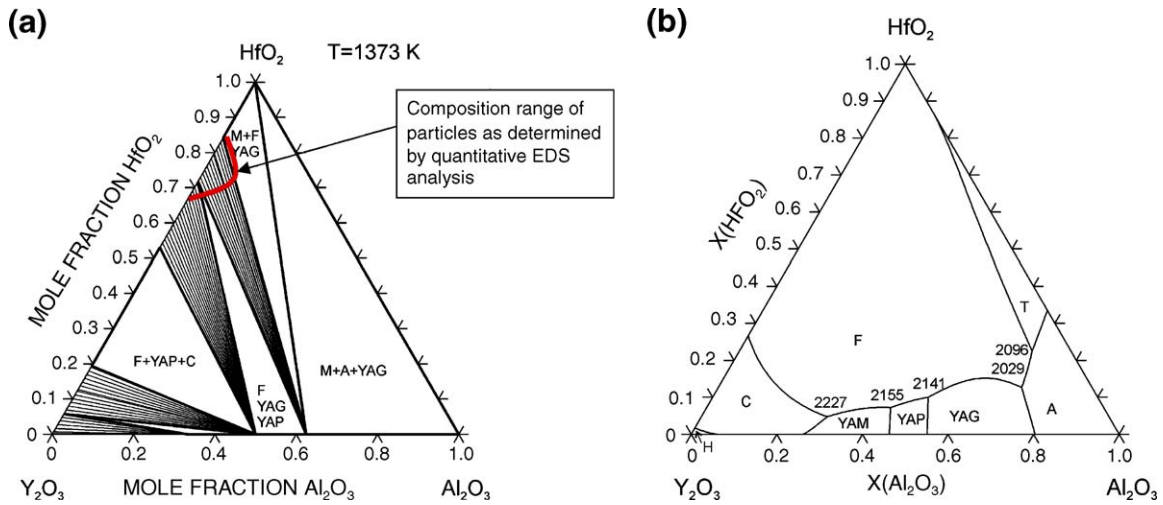 (a)
HfO2
T=1373 K
1.0
0.9
0.8
0.7
0.6
0.5
0.4
0.3
0.2
0.1
0
MOLE FRACTION HfO2
M+F
YAG
Composition range of
particles as determined
by quantitative EDS
analysis
F+YAP+C
F
YAG
YAP
M+A+YAG
0 0.2 0.4 0.6 0.8 1.0
Y2O3 MOLE FRACTION Al2O3 Al2O3
(b)
HfO2
1.0
0.9
0.8
0.7
0.6
0.5
0.4
0.3
0.2
0.1
0
X(HFO2)
F
T
2096
2029
2141
2155
2227
C
YAM
YAP
YAG
A
H
0 0.2 0.4 0.6 0.8 1.0
Y2O3 X(Al2O3) Al2O3